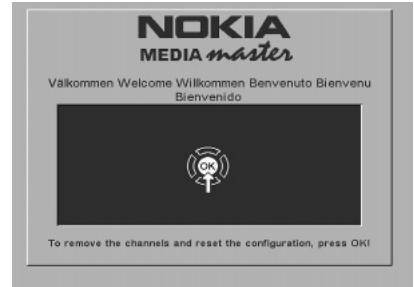 NOKIA
MEDIA master
Välkommen Welcome Willkommen Benvenuto Bienvenu
Bienvenido
OK
To remove the channels and reset the configuration, press OK!